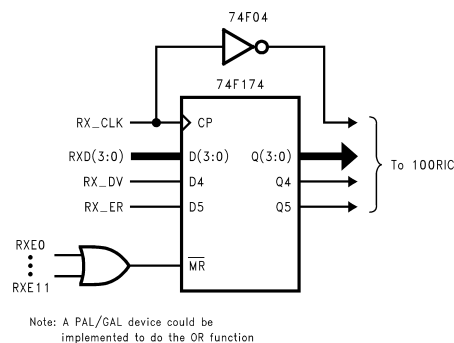 74F04
74F174
RX_CLK
CP
RXD(3:0)
D(3:0)
Q(3:0)
To 100RIC
RX_DV
D4
Q4
RX_ER
D5
Q5
RXE0
RXE11
MR
Note: A PAL/GAL device could be
implemented to do the OR function